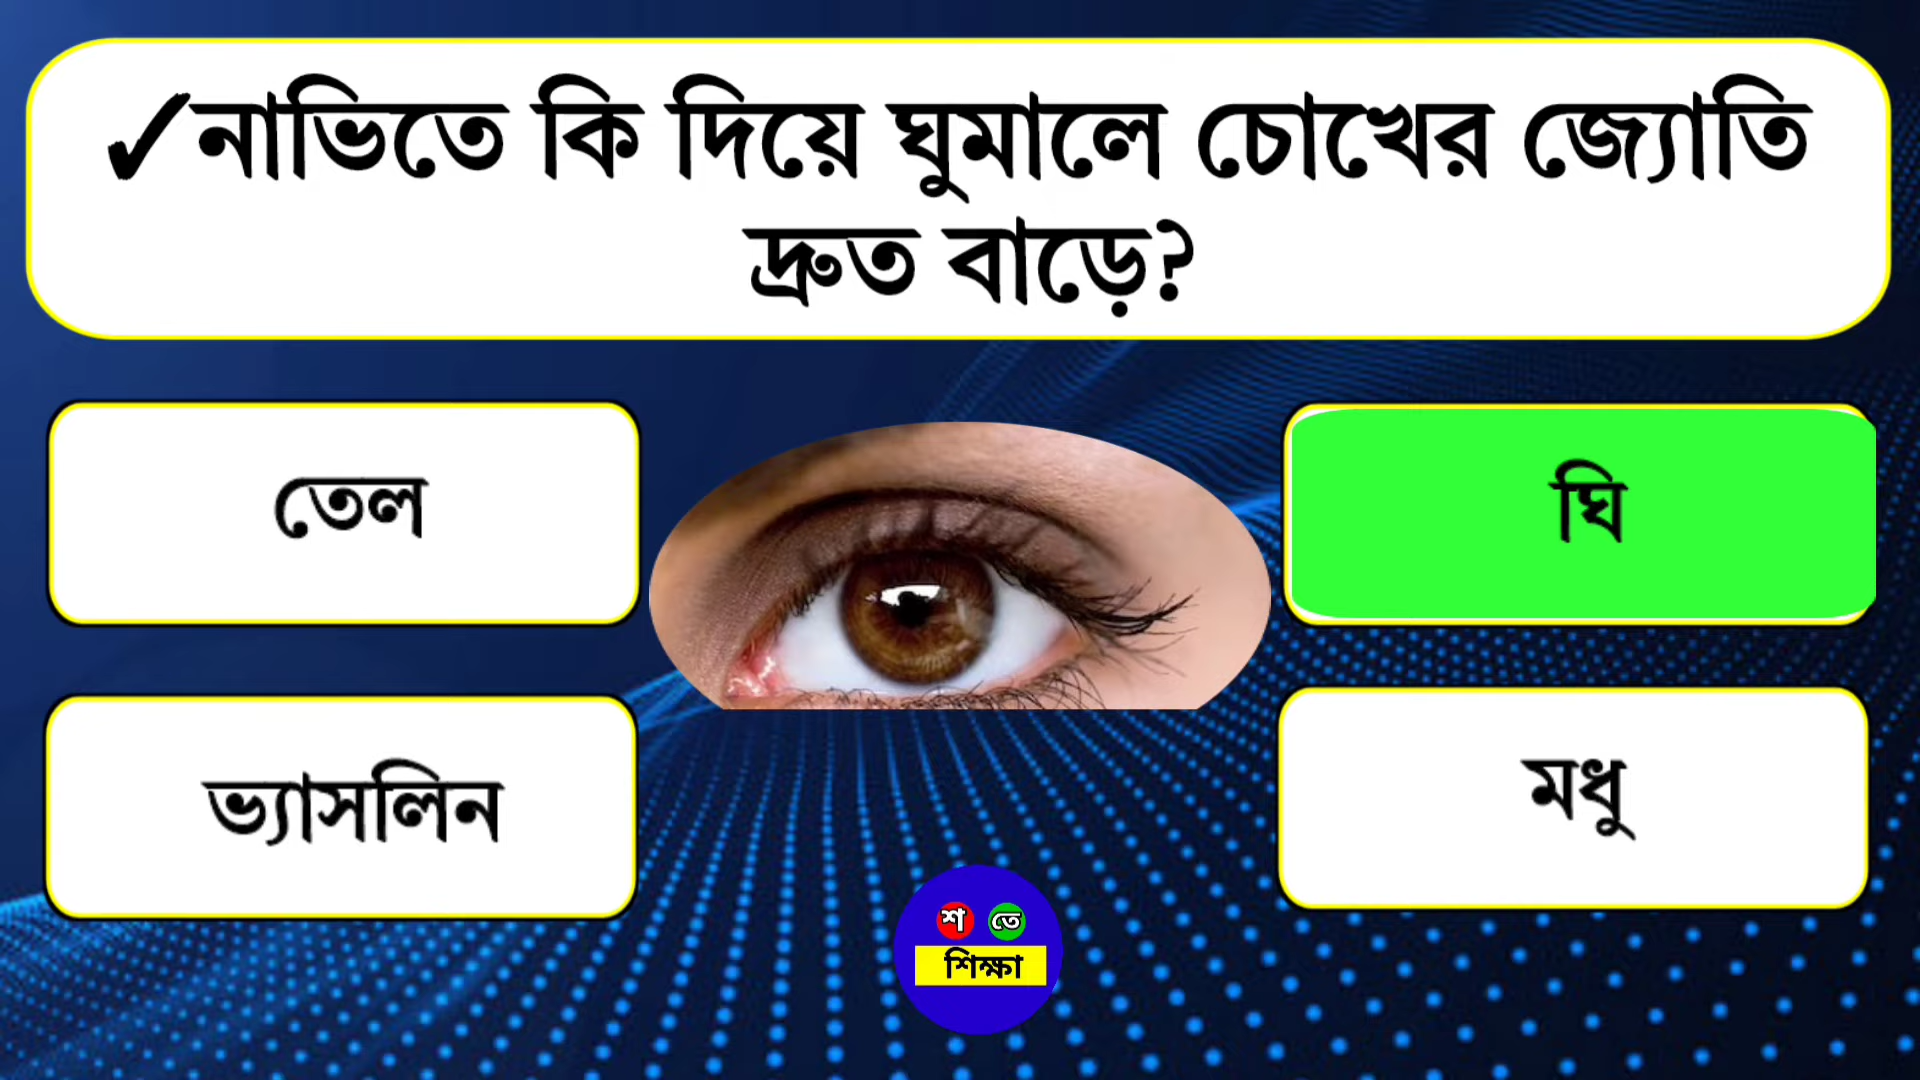 ✓নাভিতে কি দিয়ে ঘুমালে চোখের জ্যোতি
দ্রুত বাড়ে?
তেল
ঘি
ভ্যাসলিন
মধু
শ তে
শিক্ষা